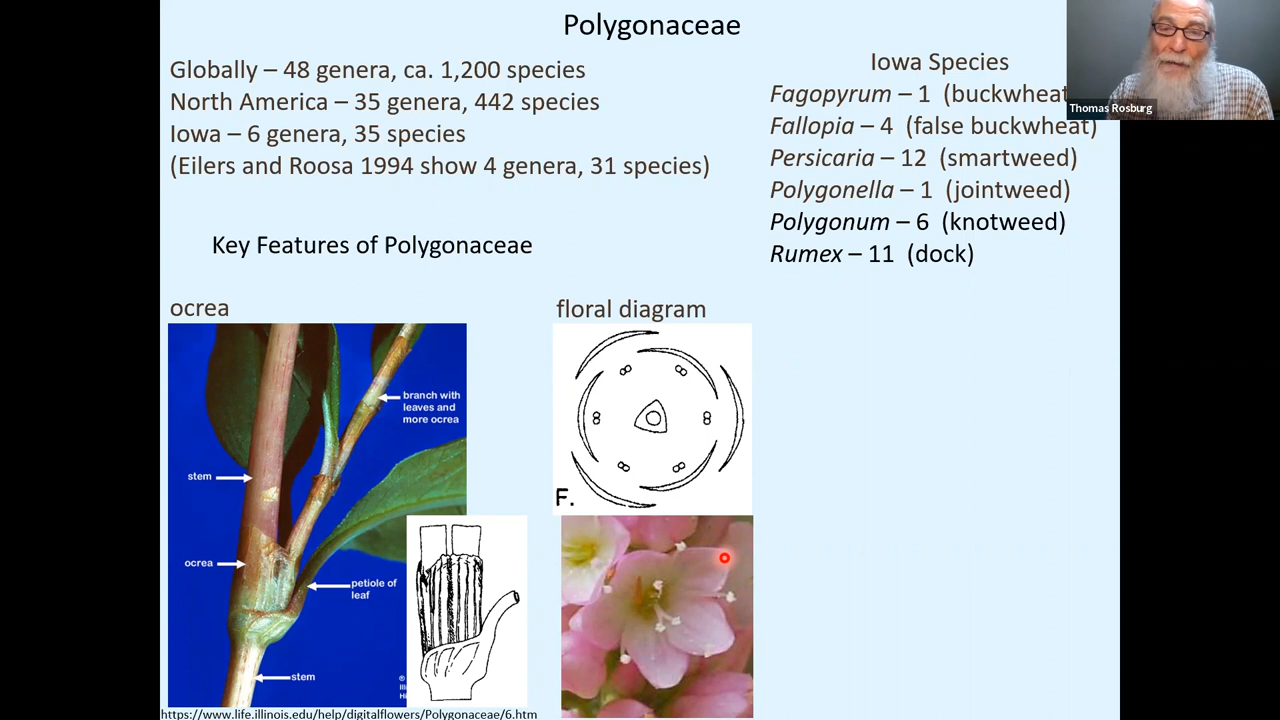 Polygonaceae
Globally – 48 genera, ca. 1,200 species
North America – 35 genera, 442 species
Iowa – 6 genera, 35 species
(Eilers and Roosa 1994 show 4 genera, 31 species)
Iowa Species
Fagopyrum – 1 (buckwheat
Fallopia – 4 (false buckwheat)
Persicaria – 12 (smartweed)
Polygonella – 1 (jointweed)
Polygonum – 6 (knotweed)
Rumex – 11 (dock)
Thomas Rosburg
Key Features of Polygonaceae
ocrea
floral diagram
branch with
leaves and
more ocrea
stem
ocrea
petiole of
leaf
stem
©
F.
https://www.life.illinois.edu/help/digitalflowers/Polygonaceae/6.htm